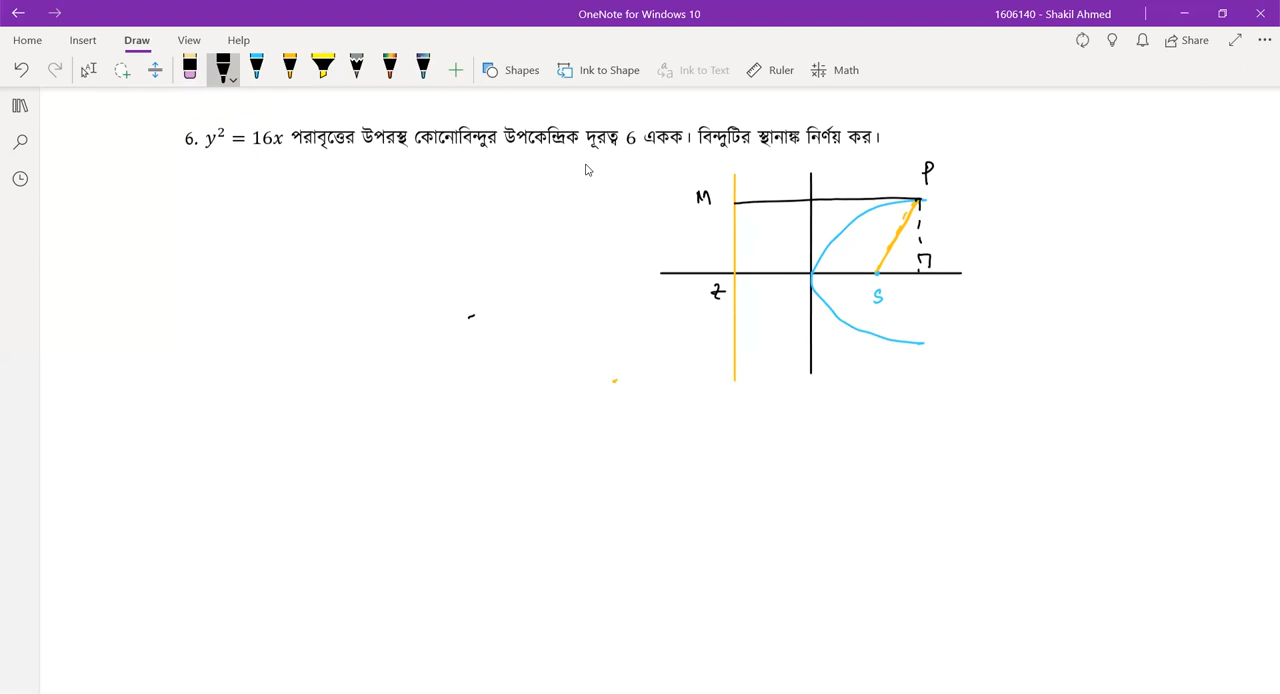 OneNote for Windows 10
1606140 - Shakil Ahmed
Home Insert Draw View Help
Share
Shapes Ink to Shape Ink to Text Ruler Math
6. y² = 16x পরাবৃত্তের উপরস্থ কোনোবিন্দুর উপকেন্দ্রিক দূরত্ব 6 একক। বিন্দুটির স্থানাঙ্ক নির্ণয় কর।
P
M
Z
S